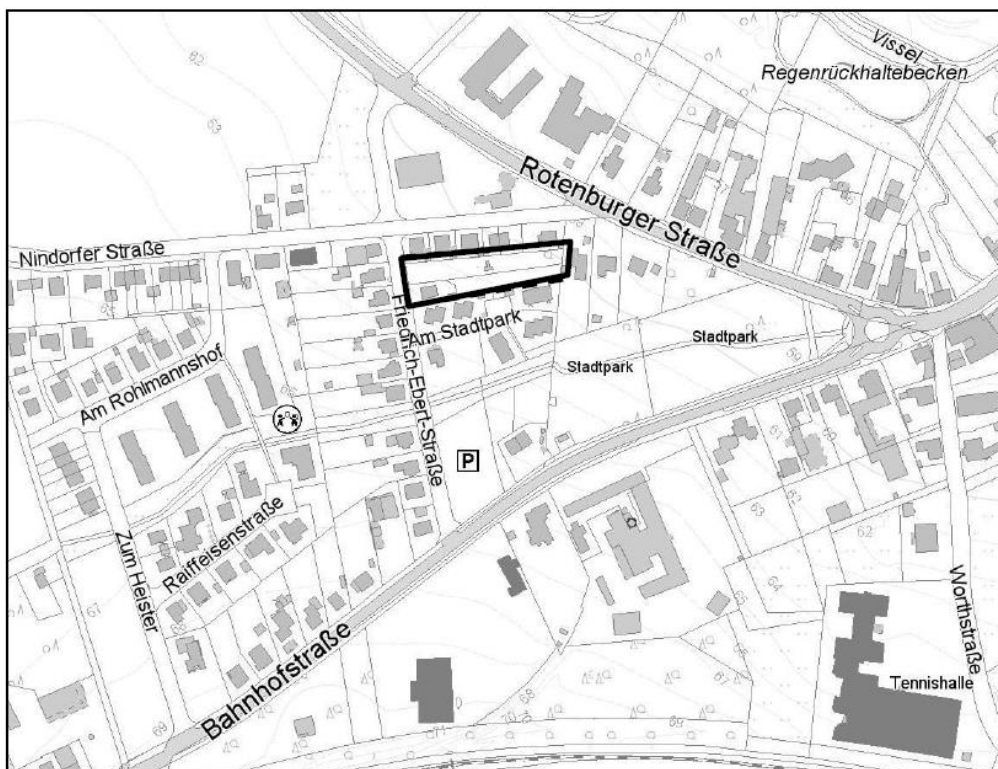 Vissel
Regenrückhaltebecken
Rotenburger Straße
Nindorfer Straße
Am Stadtpark
Friedrich-Ebert-Straße
Stadtpark
Stadtpark
Am Rohlmannshof
P
Raiffeisenstraße
Zum Heister
Bahnhofstraße
Worthstraße
Tennishalle
62